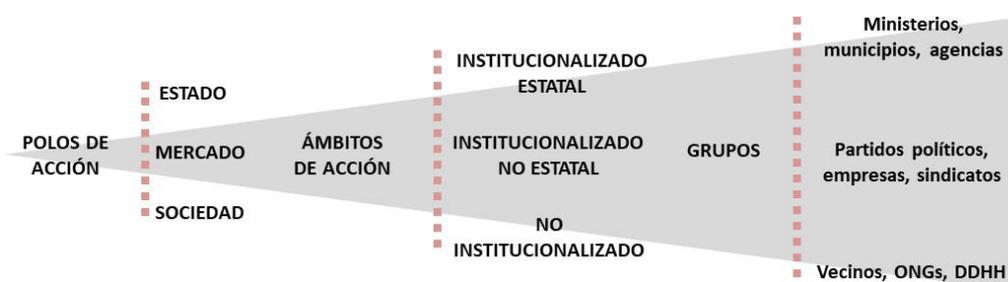 POLOS DE
ACCIÓN
ESTADO
MERCADO
SOCIEDAD
ÁMBITOS
DE ACCIÓN
INSTITUCIONALIZADO
ESTATAL
INSTITUCIONALIZADO
NO ESTATAL
NO
INSTITUCIONALIZADO
GRUPOS
Ministerios,
municipios, agencias
Partidos políticos,
empresas, sindicatos
Vecinos, ONGs, DDHH